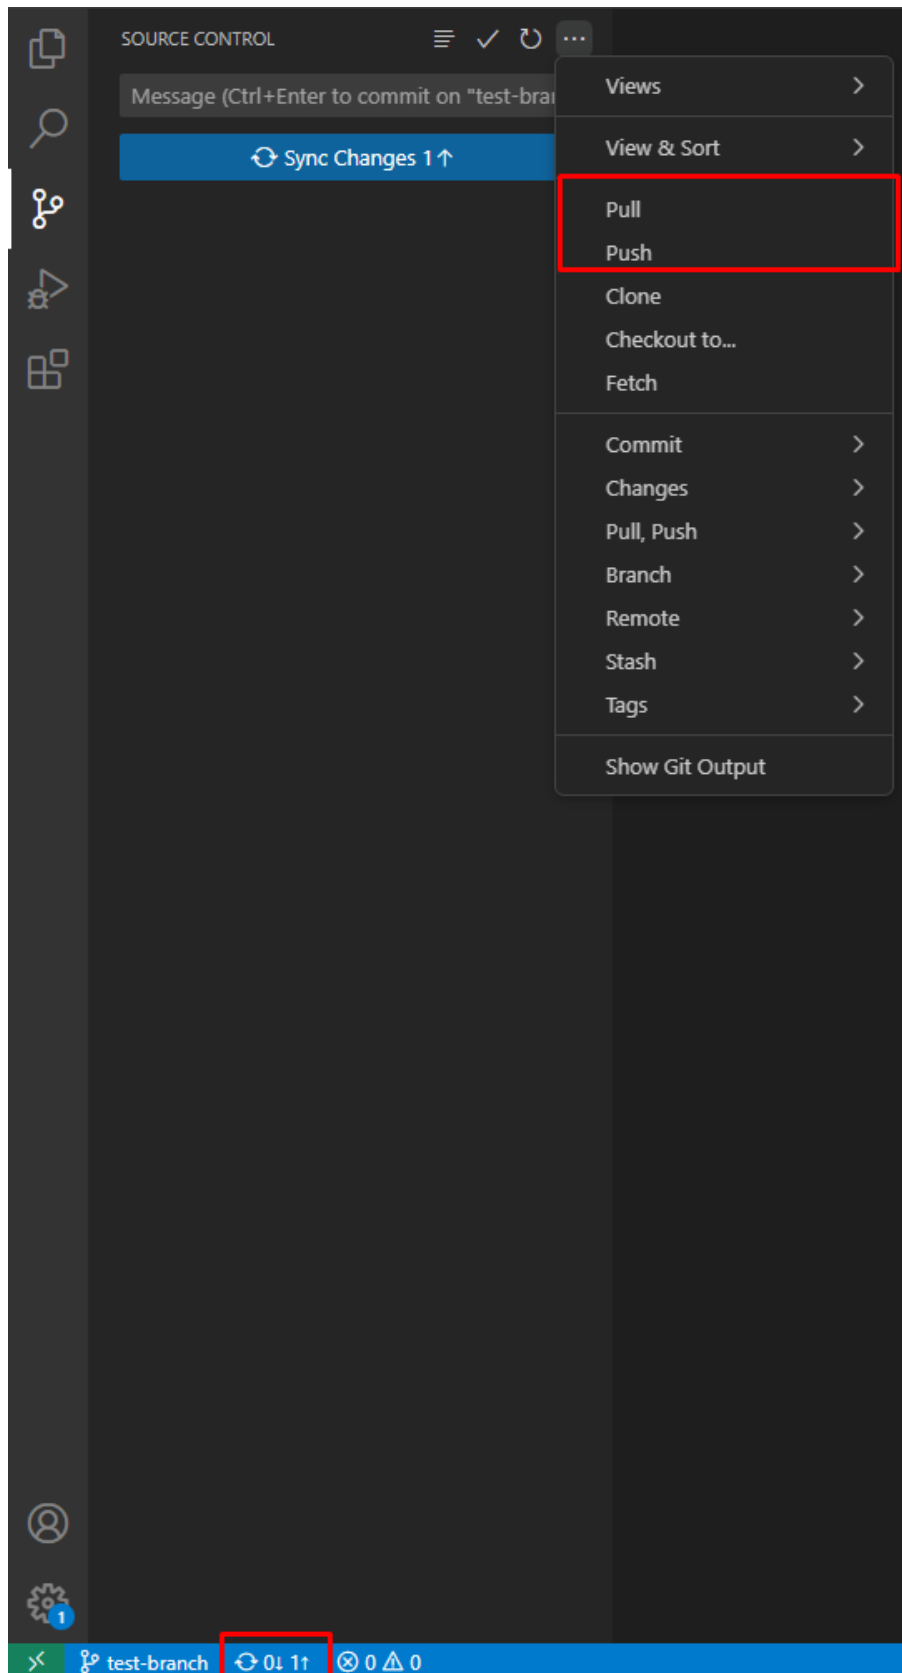 SOURCE CONTROL
Message (Ctrl+Enter to commit on "test-bra
Sync Changes 1↑
Views
View & Sort
Pull
Push
Clone
Checkout to...
Fetch
Commit
Changes
Pull, Push
Branch
Remote
Stash
Tags
Show Git Output
1
test-branch 0↓ 1↑ 0 0